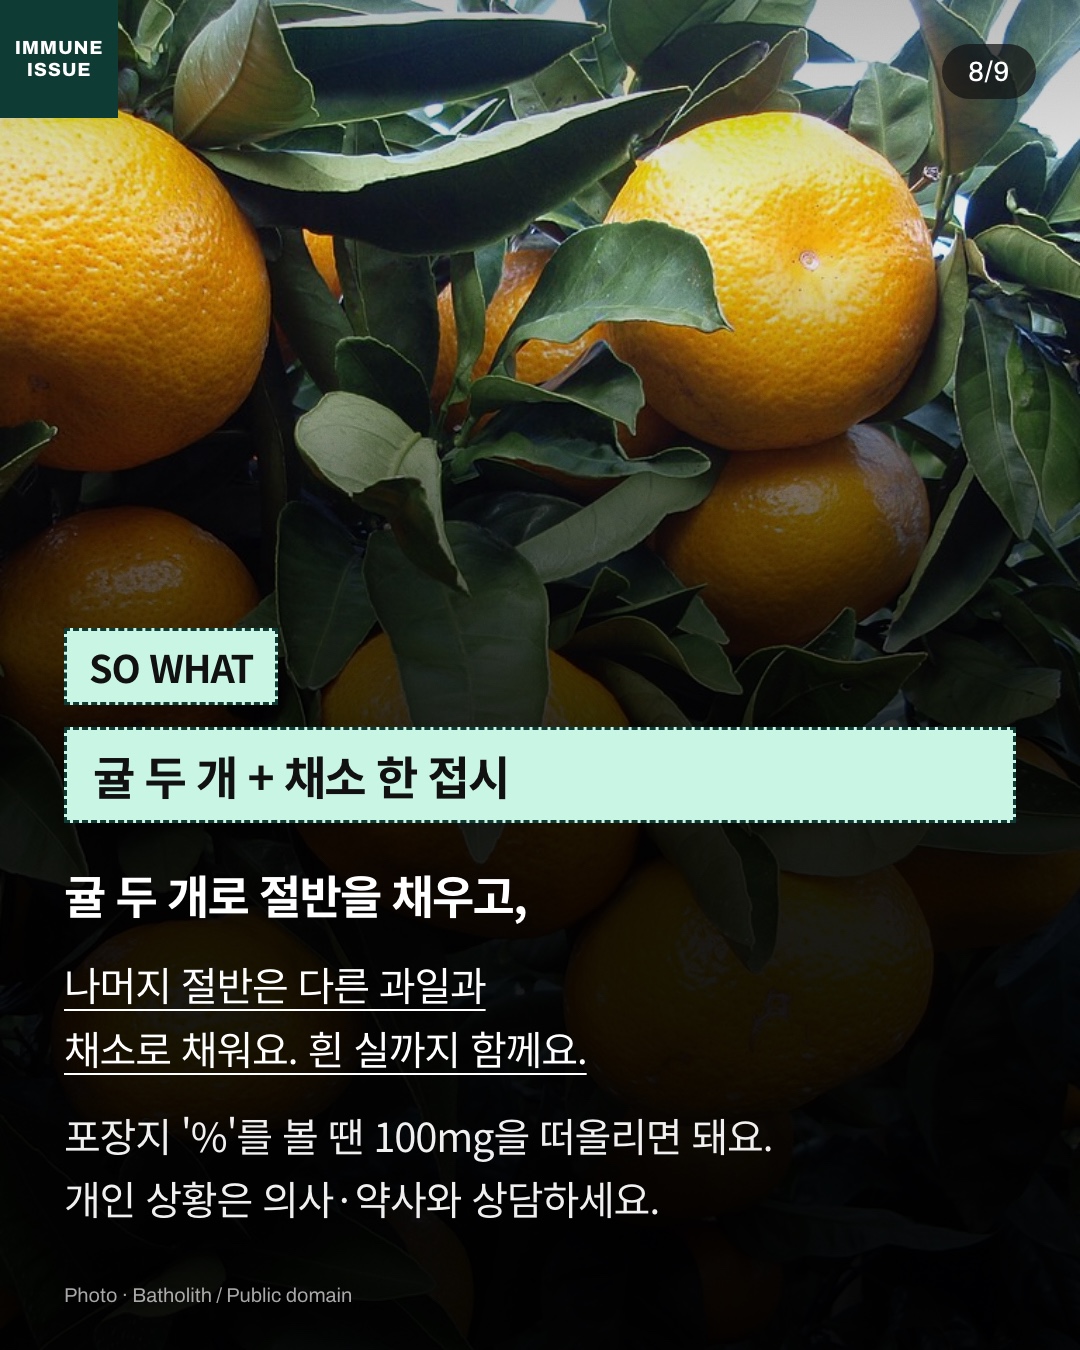 IMMUNE
ISSUE
8/9
SO WHAT
귤 두 개 + 채소 한 접시
귤 두 개로 절반을 채우고,
나머지 절반은 다른 과일과
채소로 채워요. 흰 실까지 함께요.
포장지 '%'를 볼 땐 100mg을 떠올리면 돼요.
개인 상황은 의사·약사와 상담하세요.
Photo · Batholith / Public domain